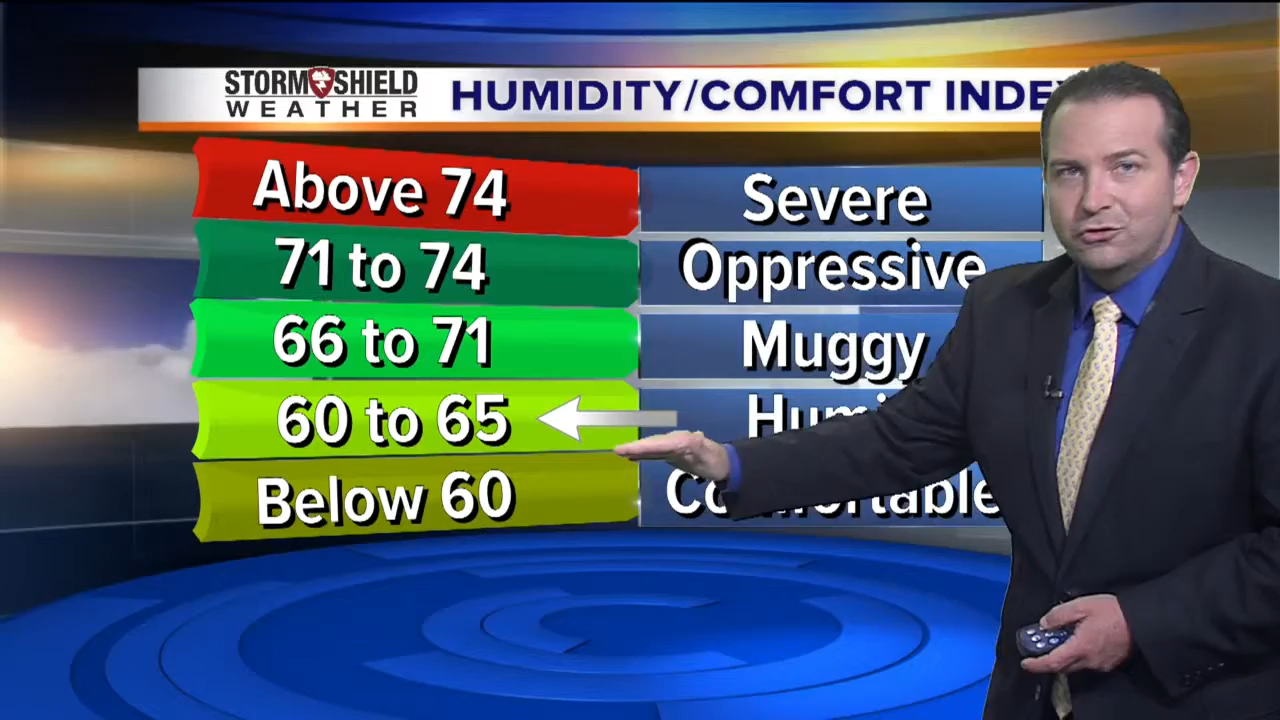 STORM SHIELD
WEATHER
HUMIDITY/COMFORT
Above 74
Severe
71 to 74
Oppressive
66 to 71
Muggy
60 to 65
Below 60
Comfortable